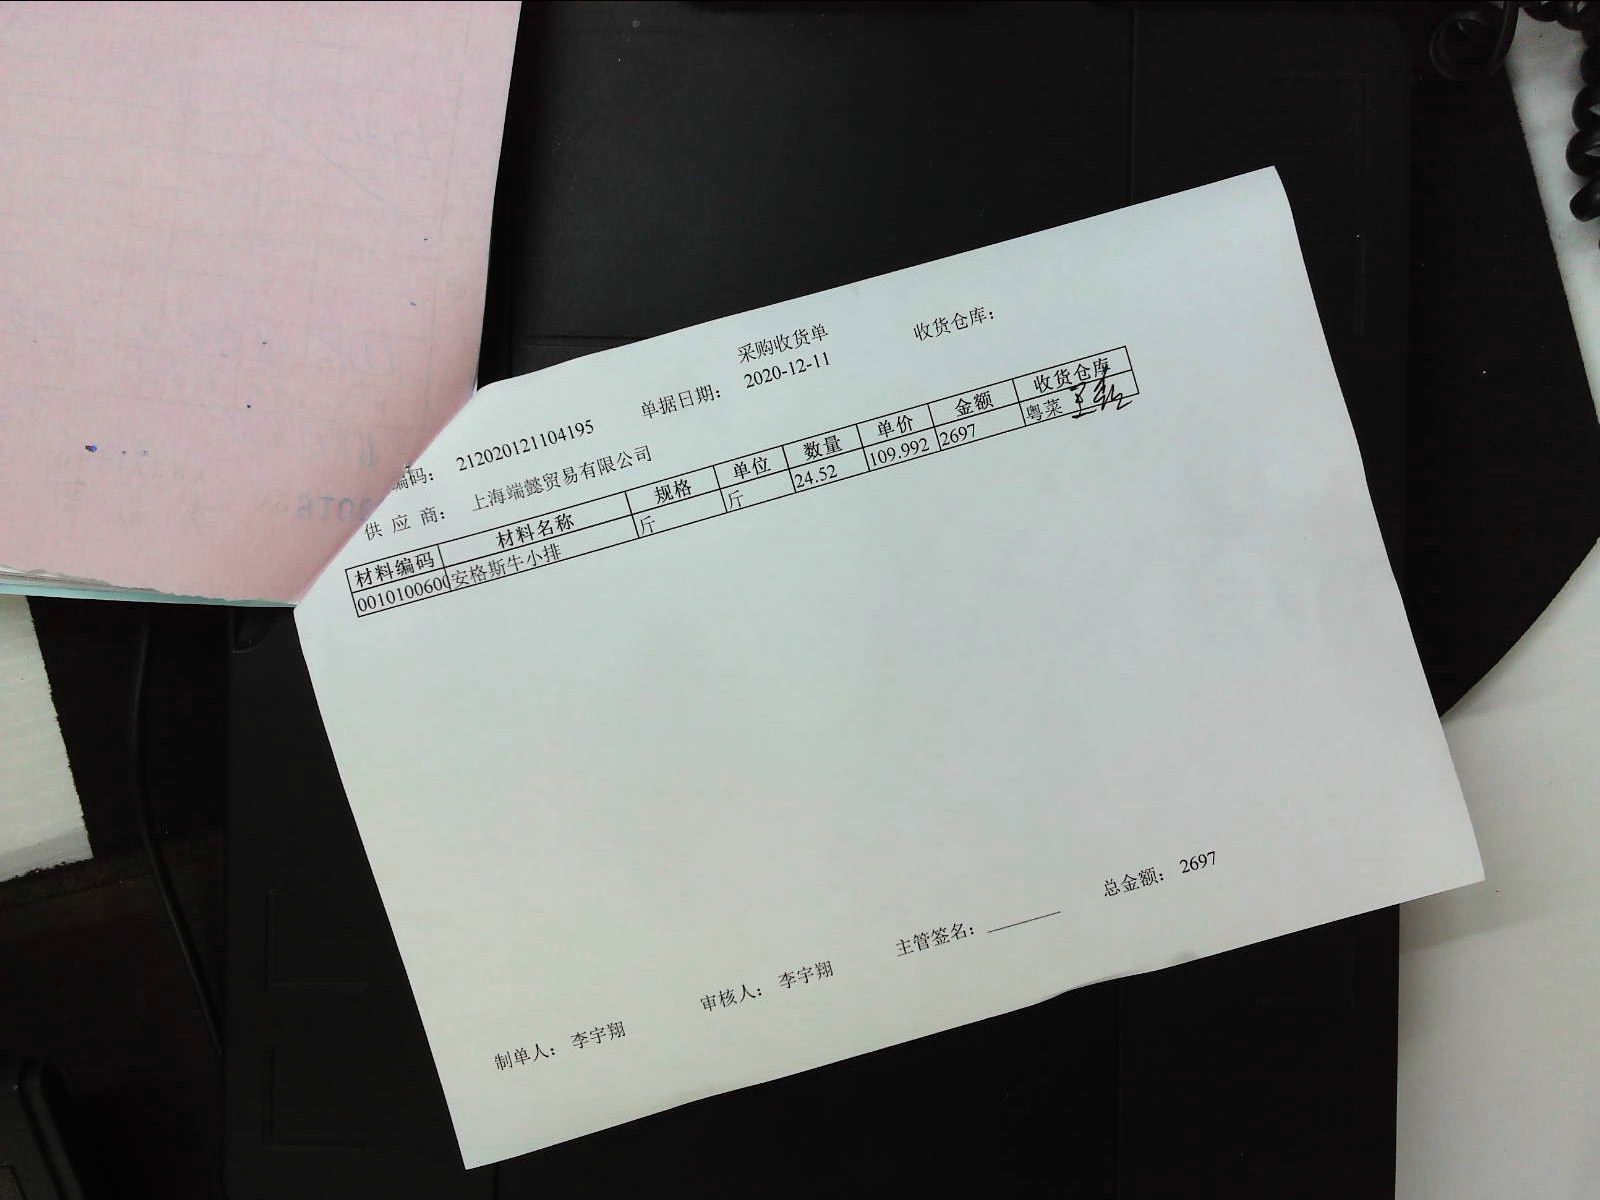 采购收货单
编码： 212020121104195 单据日期： 2020-12-11 收货仓库：
供 应 商： 上海端懿贸易有限公司
材料编码 材料名称 规格 单位 数量 单价 金额 收货仓库
0010100600 安格斯牛小排 斤 斤 24.52 109.992 2697 粤菜
总金额： 2697
制单人： 李宇翔 审核人： 李宇翔 主管签名：